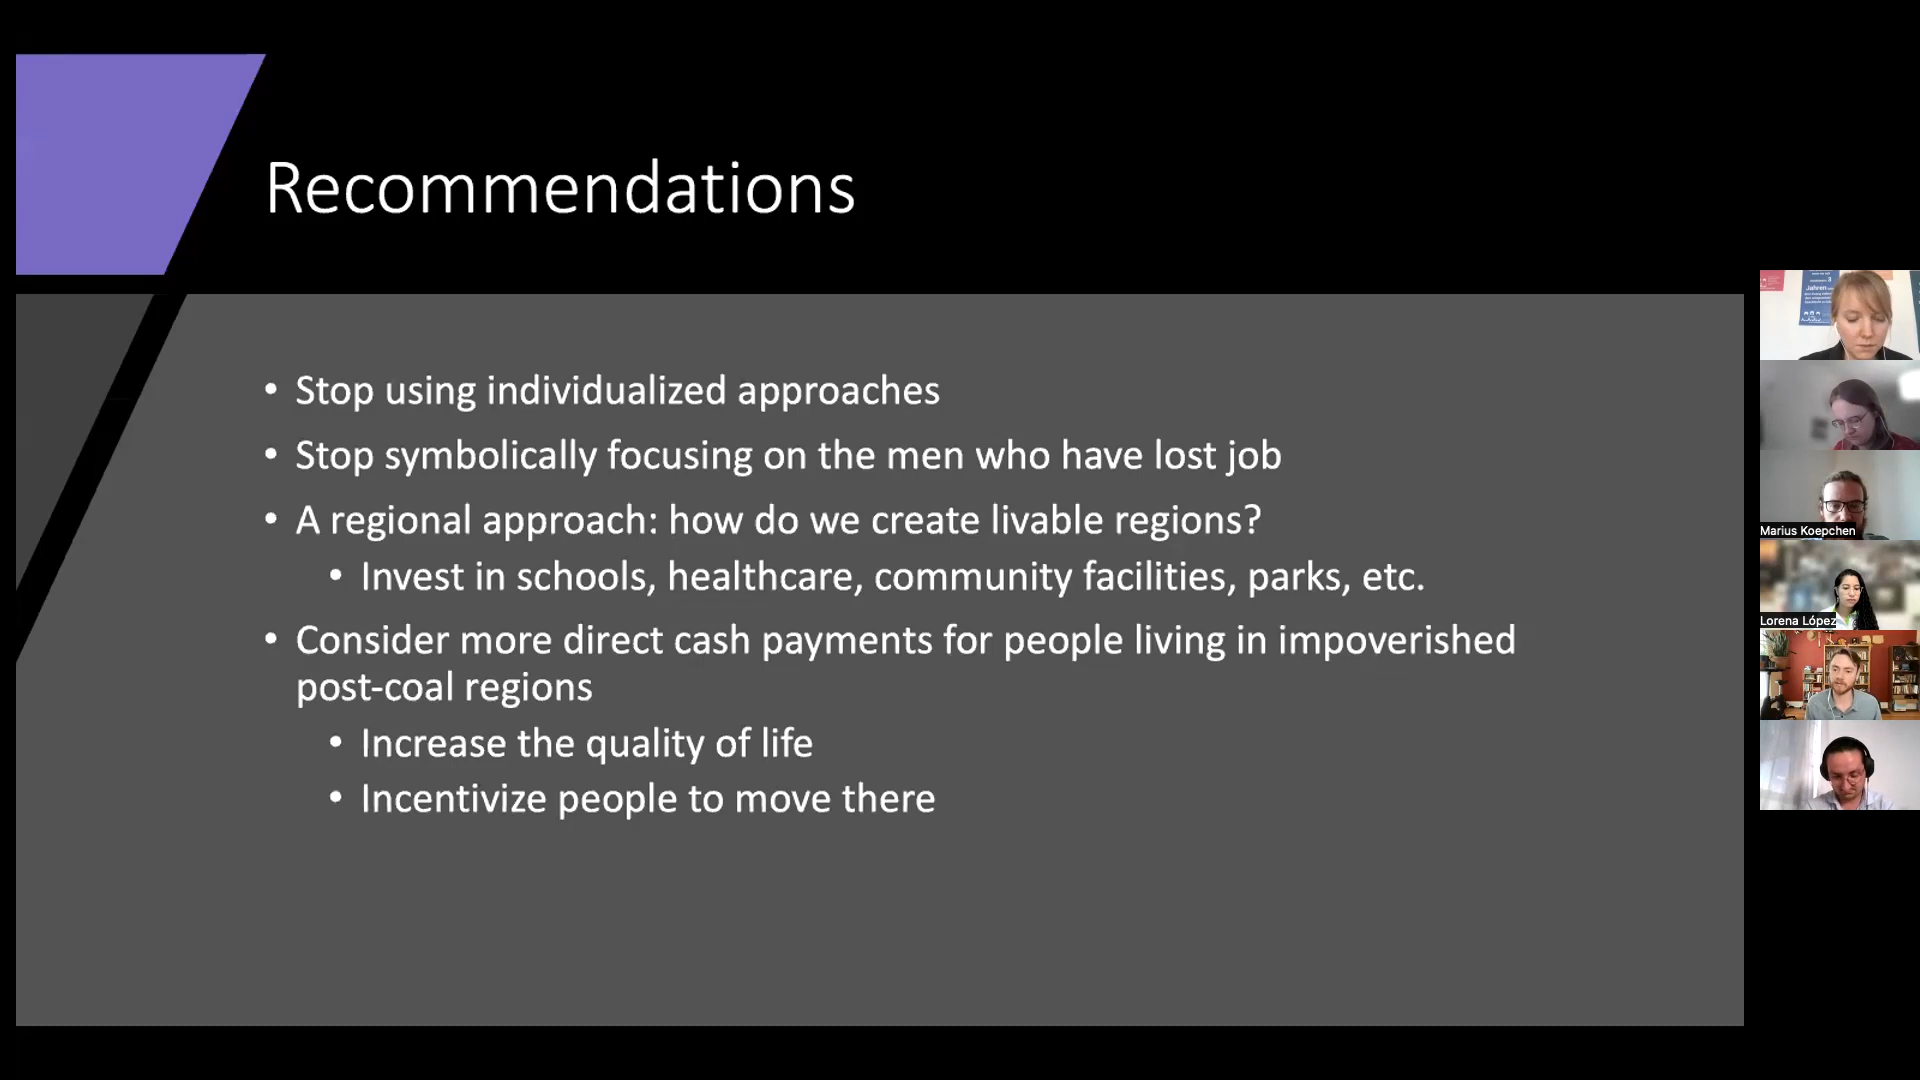 Recommendations
• Stop using individualized approaches
• Stop symbolically focusing on the men who have lost job
• A regional approach: how do we create livable regions?
• Invest in schools, healthcare, community facilities, parks, etc.
• Consider more direct cash payments for people living in impoverished
post-coal regions
• Increase the quality of life
• Incentivize people to move there
Jahren
Marius Koepchen
Lorena López